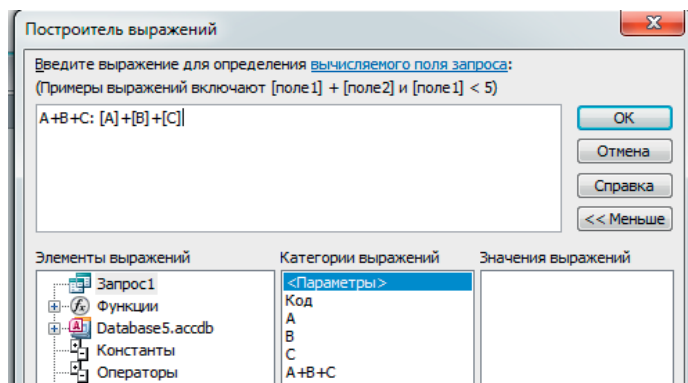 Построитель выражений
Введите выражение для определения вычисляемого поля запроса:
(Примеры выражений включают [поле1] + [поле2] и [поле1] < 5)
A+B+C: [A]+[B]+[C]
ОК
Отмена
Справка
<< Меньше
Элементы выражений
Категории выражений
Значения выражений
Запрос1
Функции
Database5.accdb
Константы
Операторы
<Параметры>
Код
A
B
C
A+B+C